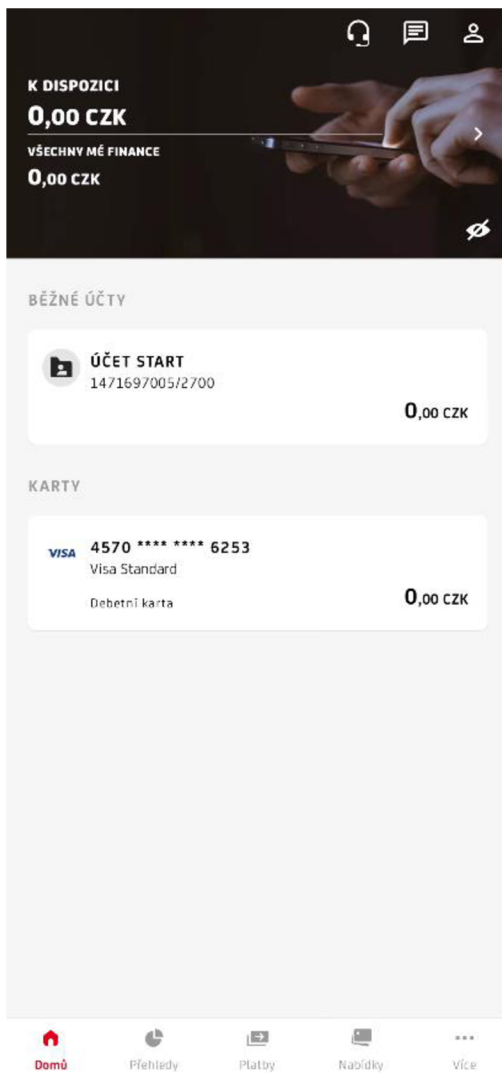 K DISPOZICI
0,00 CZK
VŠECHNY MÉ FINANCE
0,00 CZK
BĚŽNÉ ÚČTY
ÚČET START
1471697005/2700
0,00 CZK
KARTY
VISA 4570 **** **** 6253
Visa Standard
Debetní karta
0,00 CZK
Domů Přehledy Platby Nabídky Více